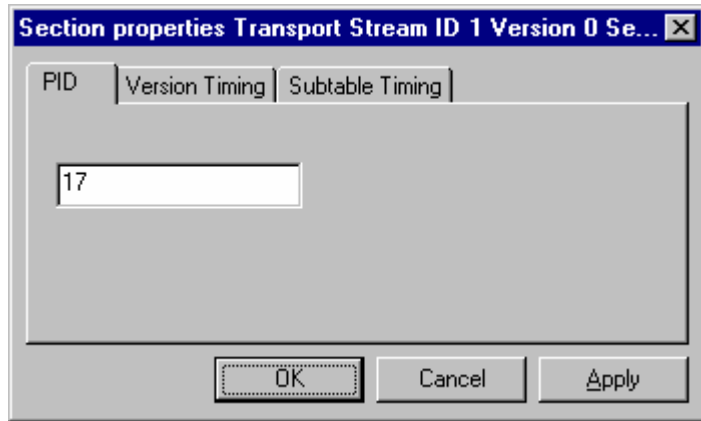 Section properties Transport Stream ID 1 Version 0 Se...
PID Version Timing Subtable Timing
17
OK Cancel Apply